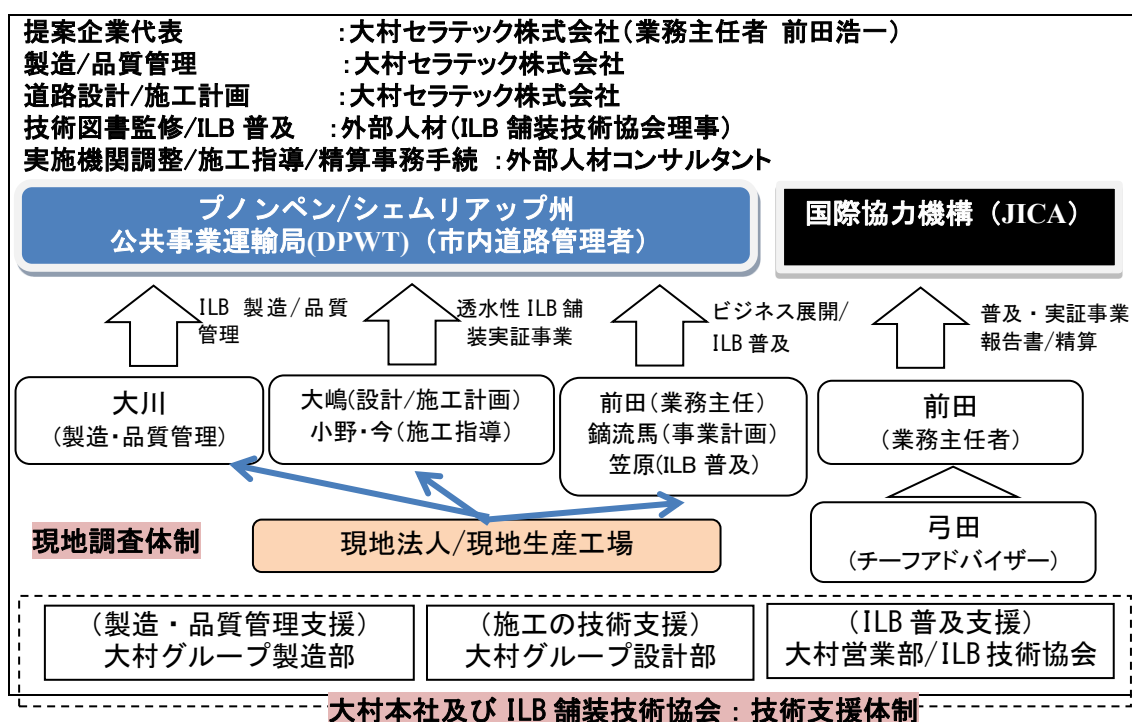 提案企業代表 :大村セラテック株式会社(業務主任者 前田浩一)
製造/品質管理 :大村セラテック株式会社
道路設計/施工計画 :大村セラテック株式会社
技術図書監修/ILB 普及 :外部人材(ILB 舗装技術協会理事)
実施機関調整/施工指導/精算事務手続 :外部人材コンサルタント
プノンペン/シェムリアップ州
公共事業運輸局(DPWT)(市内道路管理者)
国際協力機構(JICA)
ILB 製造/品質
管理
透水性 ILB 舗
装実証事業
ビジネス展開/
ILB 普及
普及・実証事業
報告書/精算
大川
(製造・品質管理)
大嶋(設計/施工計画)
小野・今(施工指導)
前田(業務主任)
鏑流馬(事業計画)
笠原(ILB 普及)
前田
(業務主任者)
現地調査体制
現地法人/現地生産工場
弓田
(チーフアドバイザー)
(製造・品質管理支援)
大村グループ製造部
(施工の技術支援)
大村グループ設計部
(ILB 普及支援)
大村営業部/ILB 技術協会
大村本社及び ILB 舗装技術協会:技術支援体制